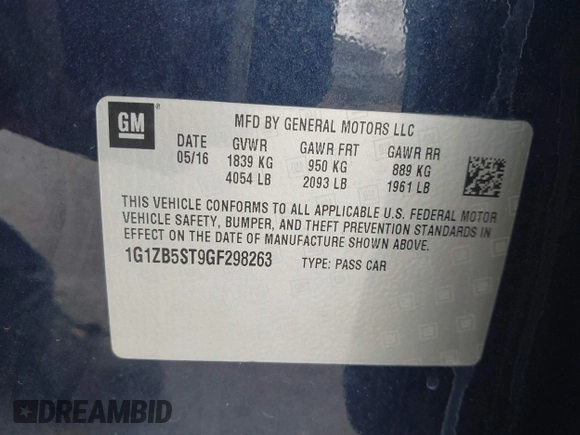 GM ®
MFD BY GENERAL MOTORS LLC
DATE GVWR GAWR FRT GAWR RR
05/16 1839 KG 950 KG 889 KG
4054 LB 2093 LB 1961 LB
THIS VEHICLE CONFORMS TO ALL APPLICABLE U.S. FEDERAL MOTOR
VEHICLE SAFETY, BUMPER, AND THEFT PREVENTION STANDARDS IN
EFFECT ON THE DATE OF MANUFACTURE SHOWN ABOVE.
1G1ZB5ST9GF298263 TYPE: PASS CAR
DREAMBID